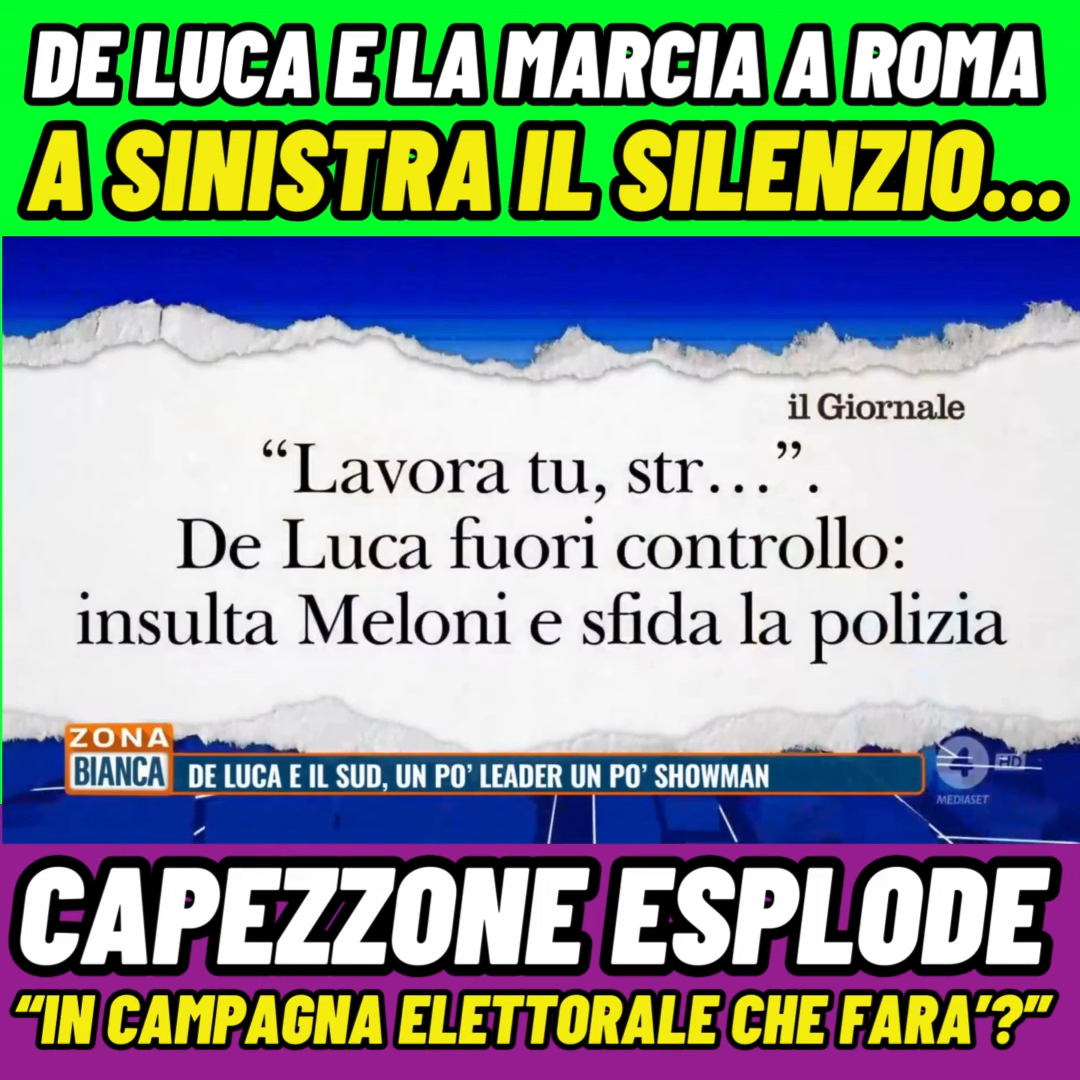 DE LUCA E LA MARCIA A ROMA
A SINISTRA IL SILENZIO...
il Giornale
“Lavora tu, str...”.
De Luca fuori controllo:
insulta Meloni e sfida la polizia
ZONA
BIANCA
DE LUCA E IL SUD, UN PO’ LEADER UN PO’ SHOWMAN
4 HD
MEDIASET
CAPEZZONE ESPLODE
“IN CAMPAGNA ELETTORALE CHE FARA’?”